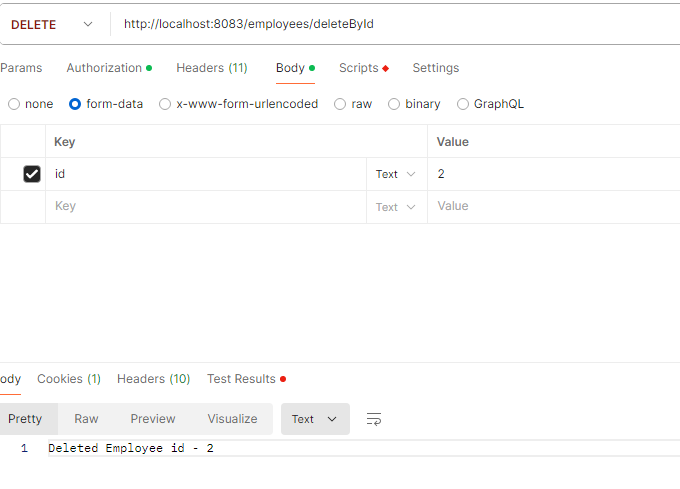 DELETE http://localhost:8083/employees/deleteById
Params Authorization Headers (11) Body Scripts Settings
none form-data x-www-form-urlencoded raw binary GraphQL
Key Value
id Text 2
Key Text Value
ody Cookies (1) Headers (10) Test Results
Pretty Raw Preview Visualize Text
1 Deleted Employee id - 2